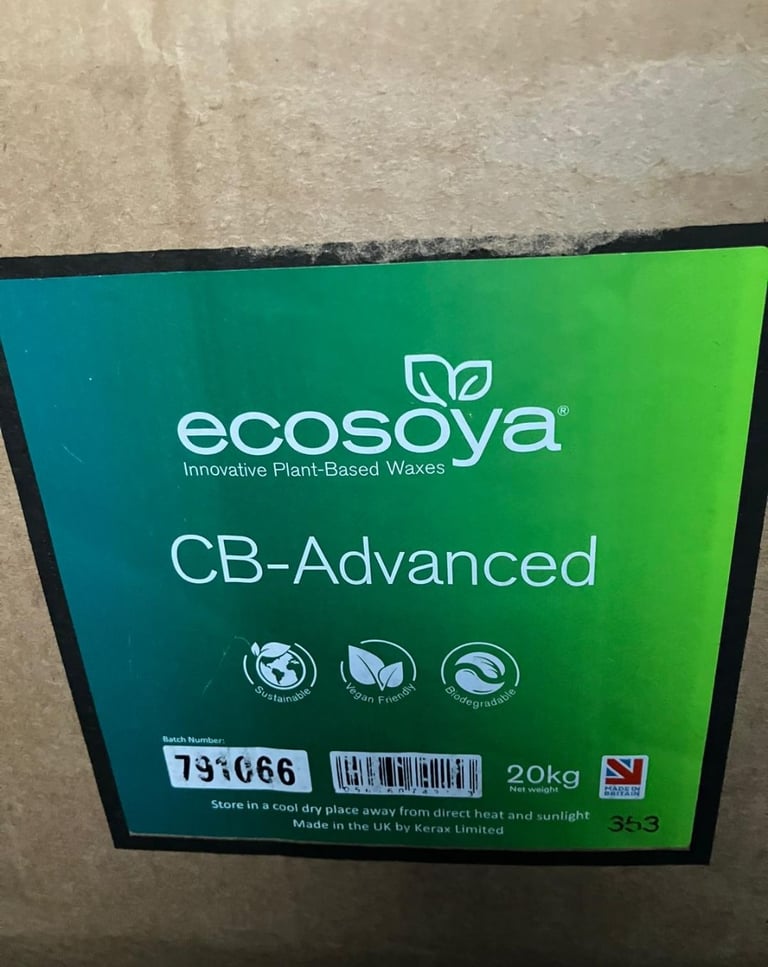 ecosoya®
Innovative Plant-Based Waxes
CB-Advanced
Sustainable
Vegan Friendly
Biodegradable
Batch Number:
791066
20kg
Net weight
MADE IN
BRITAIN
Store in a cool dry place away from direct heat and sunlight
Made in the UK by Kerax Limited
353